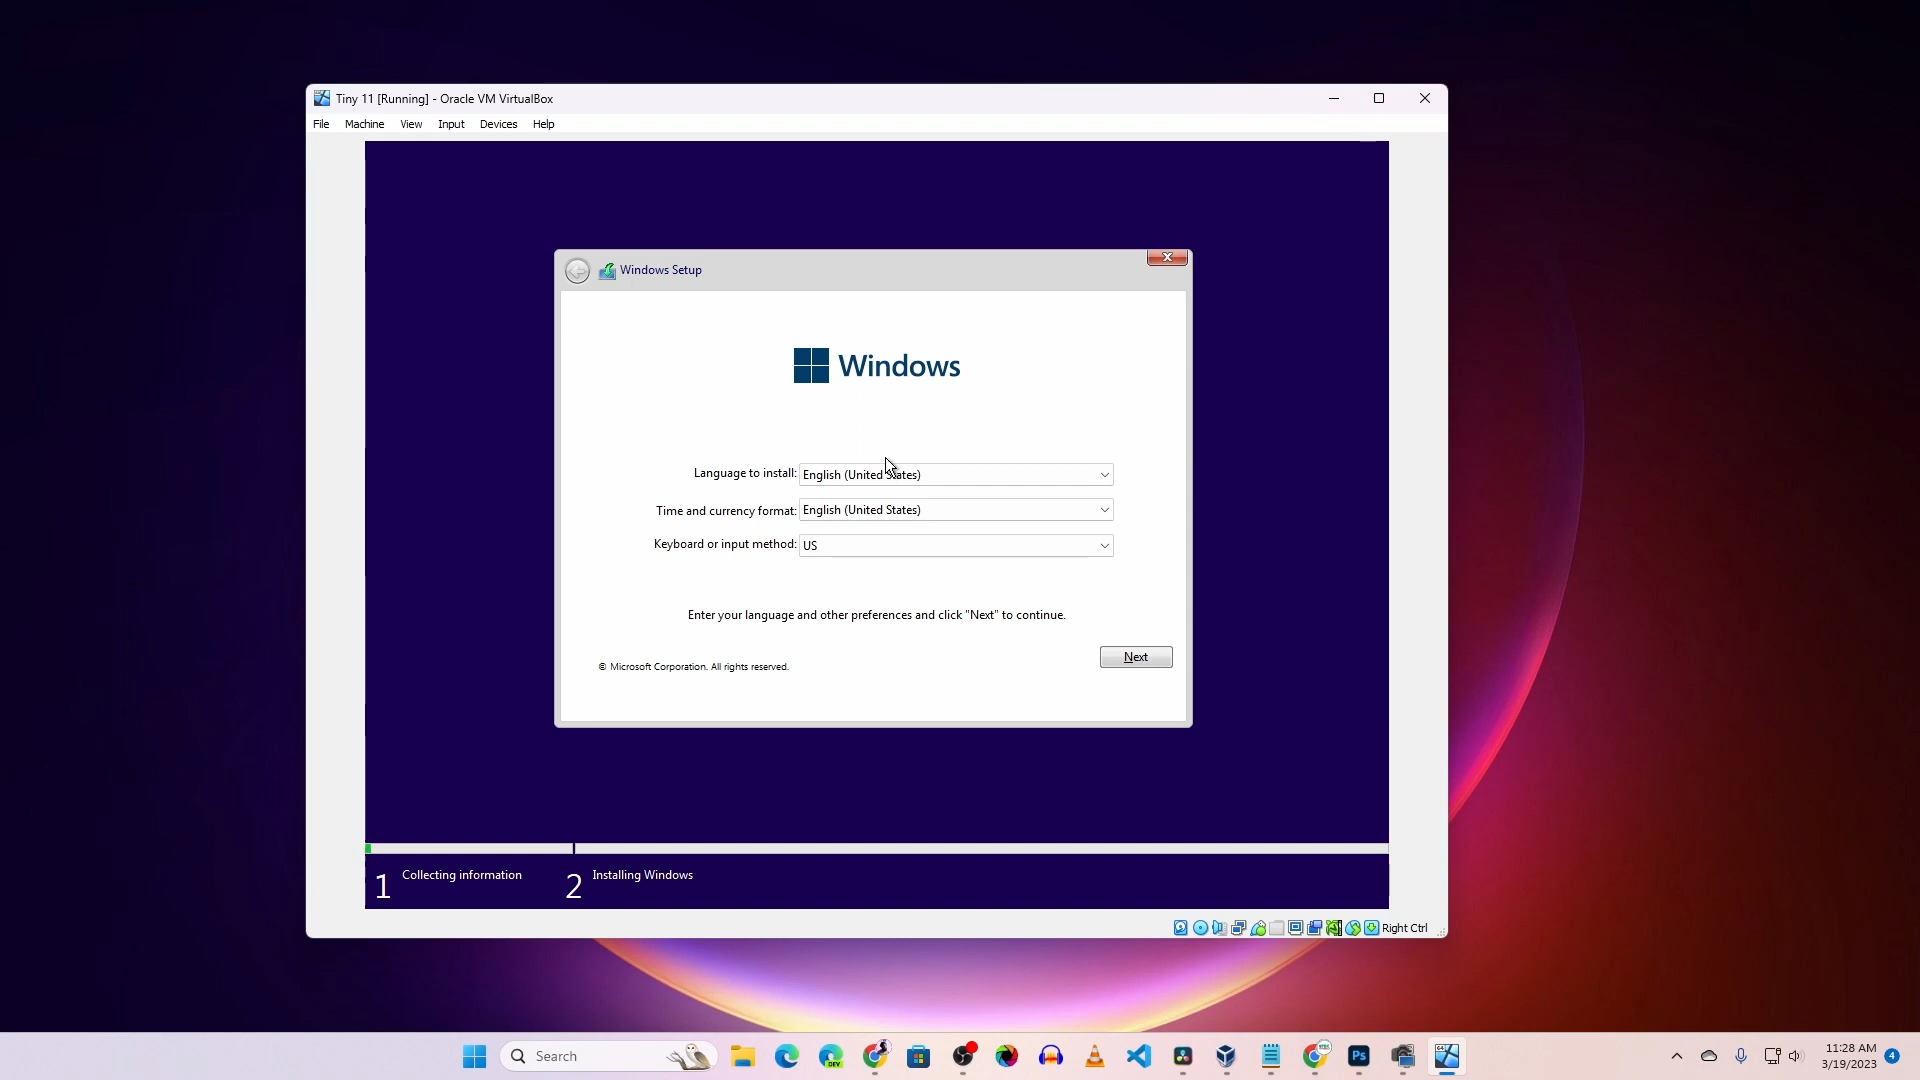 Tiny 11 [Running] - Oracle VM VirtualBox
File Machine View Input Devices Help
Windows Setup
Windows
Language to install: English (United States)
Time and currency format: English (United States)
Keyboard or input method: US
Enter your language and other preferences and click "Next" to continue.
Next
© Microsoft Corporation. All rights reserved.
1 Collecting information 2 Installing Windows
Right Ctrl
Search
DEV
Ps
64
11:28 AM
3/19/2023
4